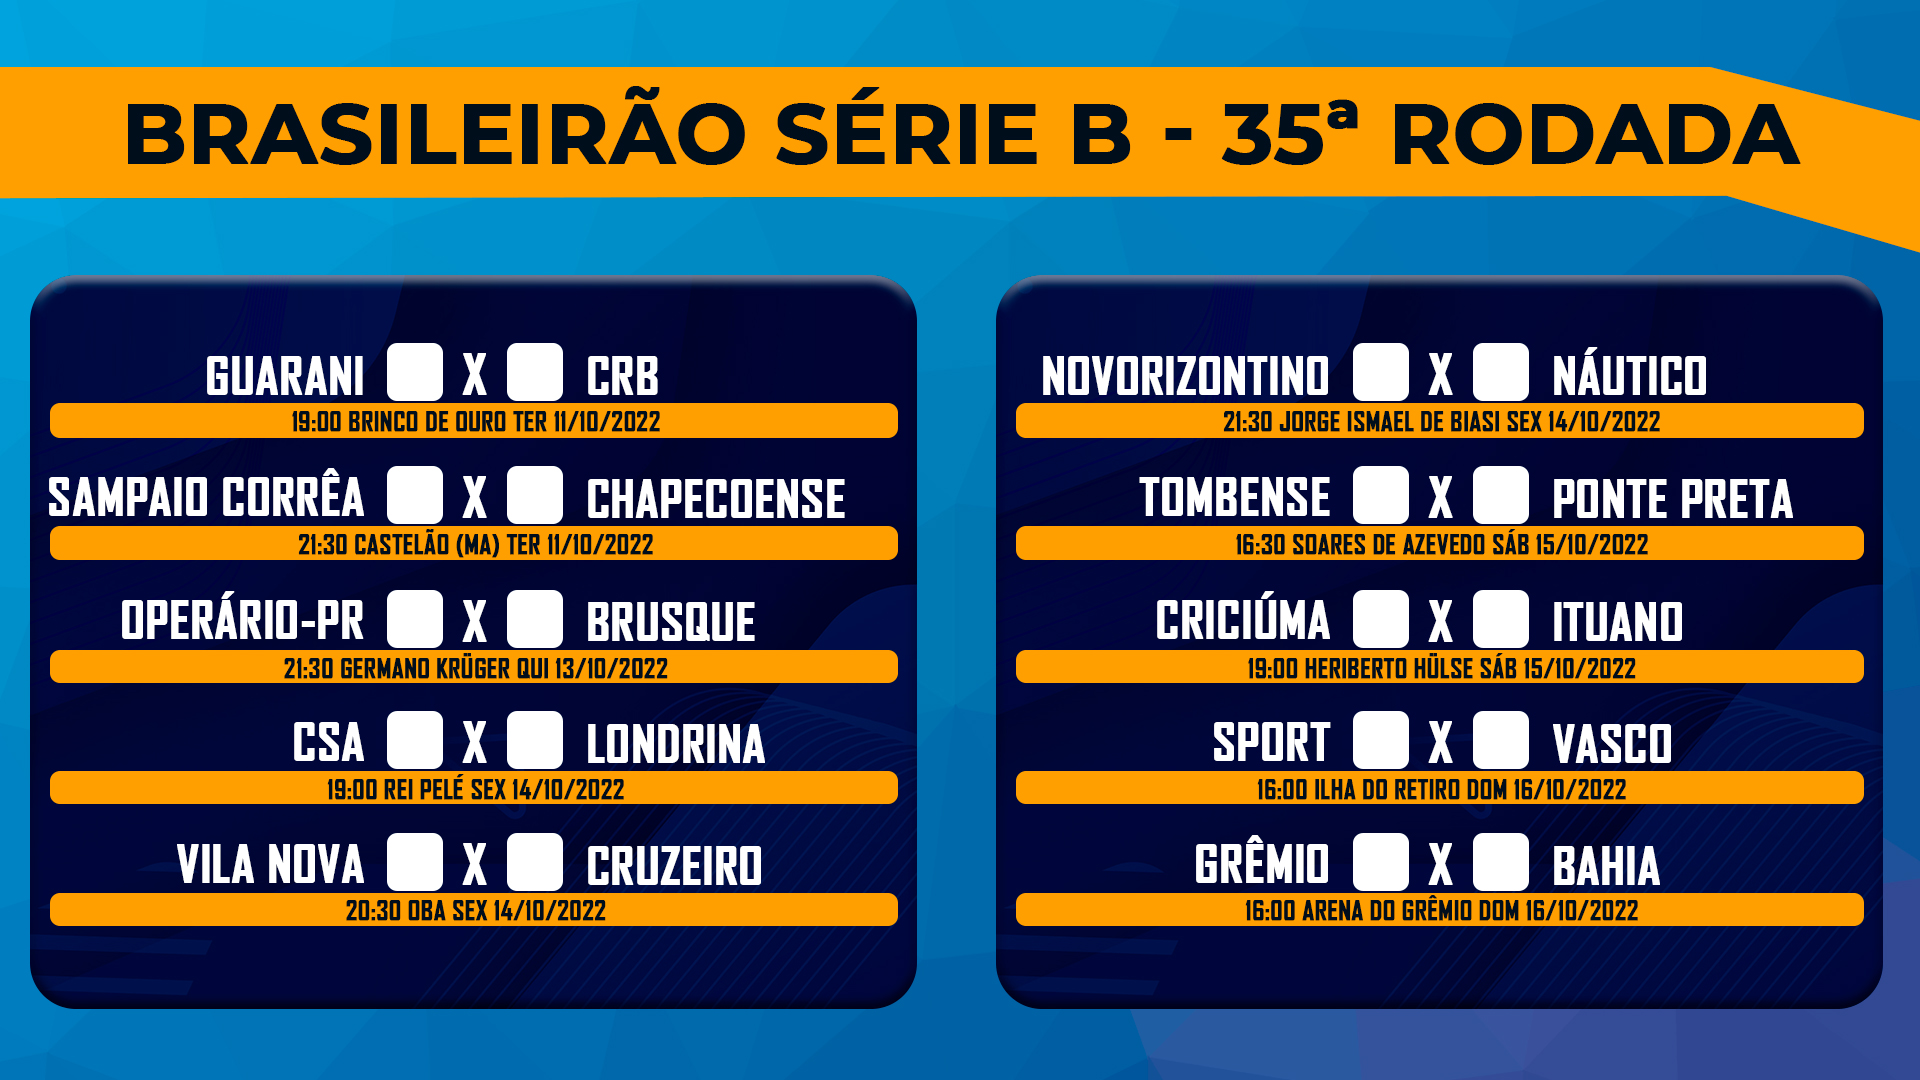 BRASILEIRÃO SÉRIE B - 35ª RODADA
GUARANI X CRB
19:00 BRINCO DE OURO TER 11/10/2022
SAMPAIO CORRÊA X CHAPECOENSE
21:30 CASTELÃO (MA) TER 11/10/2022
OPERÁRIO-PR X BRUSQUE
21:30 GERMANO KRÜGER QUI 13/10/2022
CSA X LONDRINA
19:00 REI PELÉ SEX 14/10/2022
VILA NOVA X CRUZEIRO
20:30 OBA SEX 14/10/2022
NOVORIZONTINO X NÁUTICO
21:30 JORGE ISMAEL DE BIASI SEX 14/10/2022
TOMBENSE X PONTE PRETA
16:30 SOARES DE AZEVEDO SÁB 15/10/2022
CRICIÚMA X ITUANO
19:00 HERIBERTO HÜLSE SÁB 15/10/2022
SPORT X VASCO
16:00 ILHA DO RETIRO DOM 16/10/2022
GRÊMIO X BAHIA
16:00 ARENA DO GRÊMIO DOM 16/10/2022